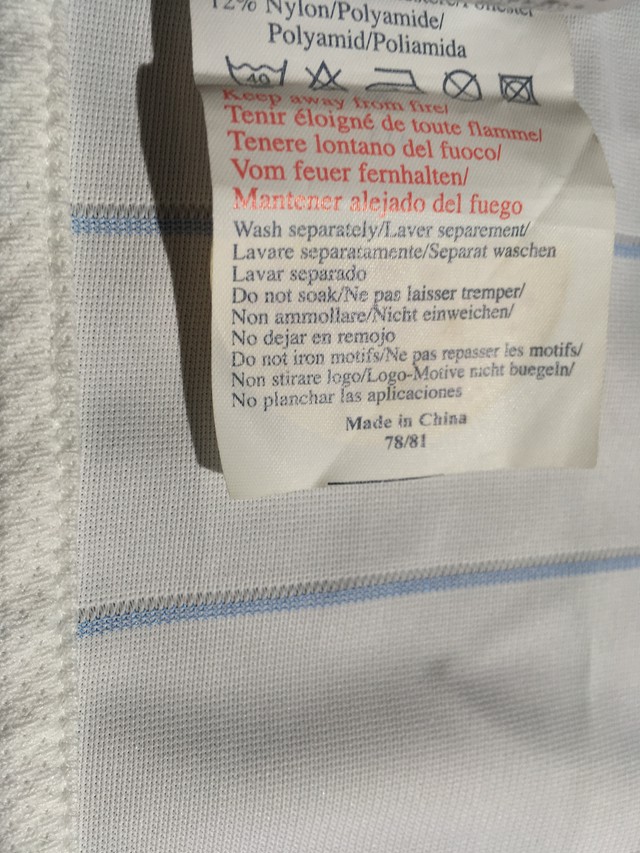 12% Nylon/Polyamide/
Polyamid/Poliamida
40
Keep away from fire/
Tenir éloigné de toute flamme/
Tenere lontano del fuoco/
Vom feuer fernhalten/
Mantener alejado del fuego
Wash separately/Laver separement/
Lavare separatamente/Separat waschen
Lavar separado
Do not soak/Ne pas laisser tremper/
Non ammollare/Nicht einweichen/
No dejar en remojo
Do not iron motifs/Ne pas repasser les motifs/
Non stirare logo/Logo-Motive nicht buegeln/
No planchar las aplicaciones
Made in China
78/81